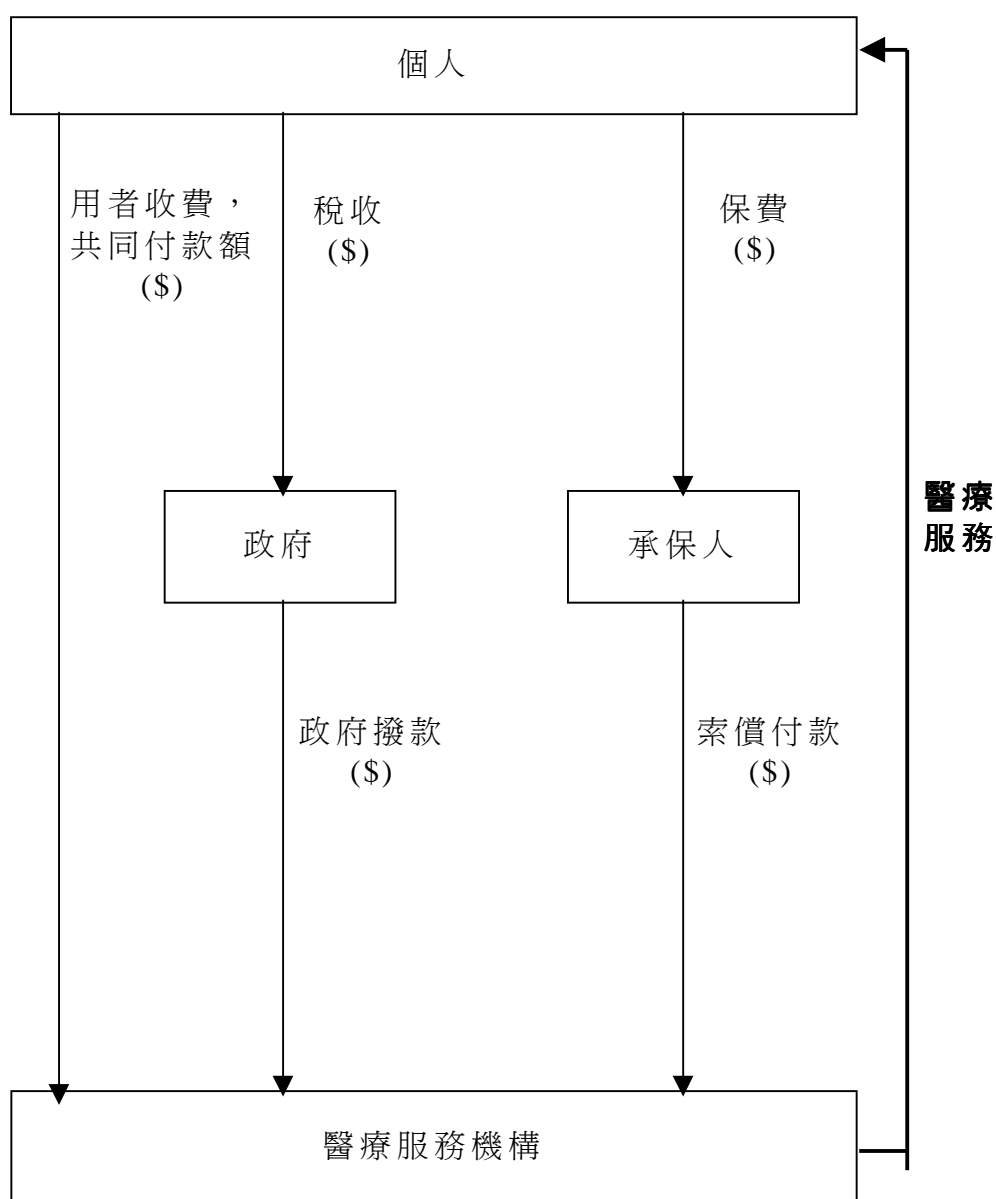 個人
用者收費，
共同付款額
($)
稅收
($)
保費
($)
醫療
服務
政府
承保人
政府撥款
($)
索償付款
($)
醫療服務機構